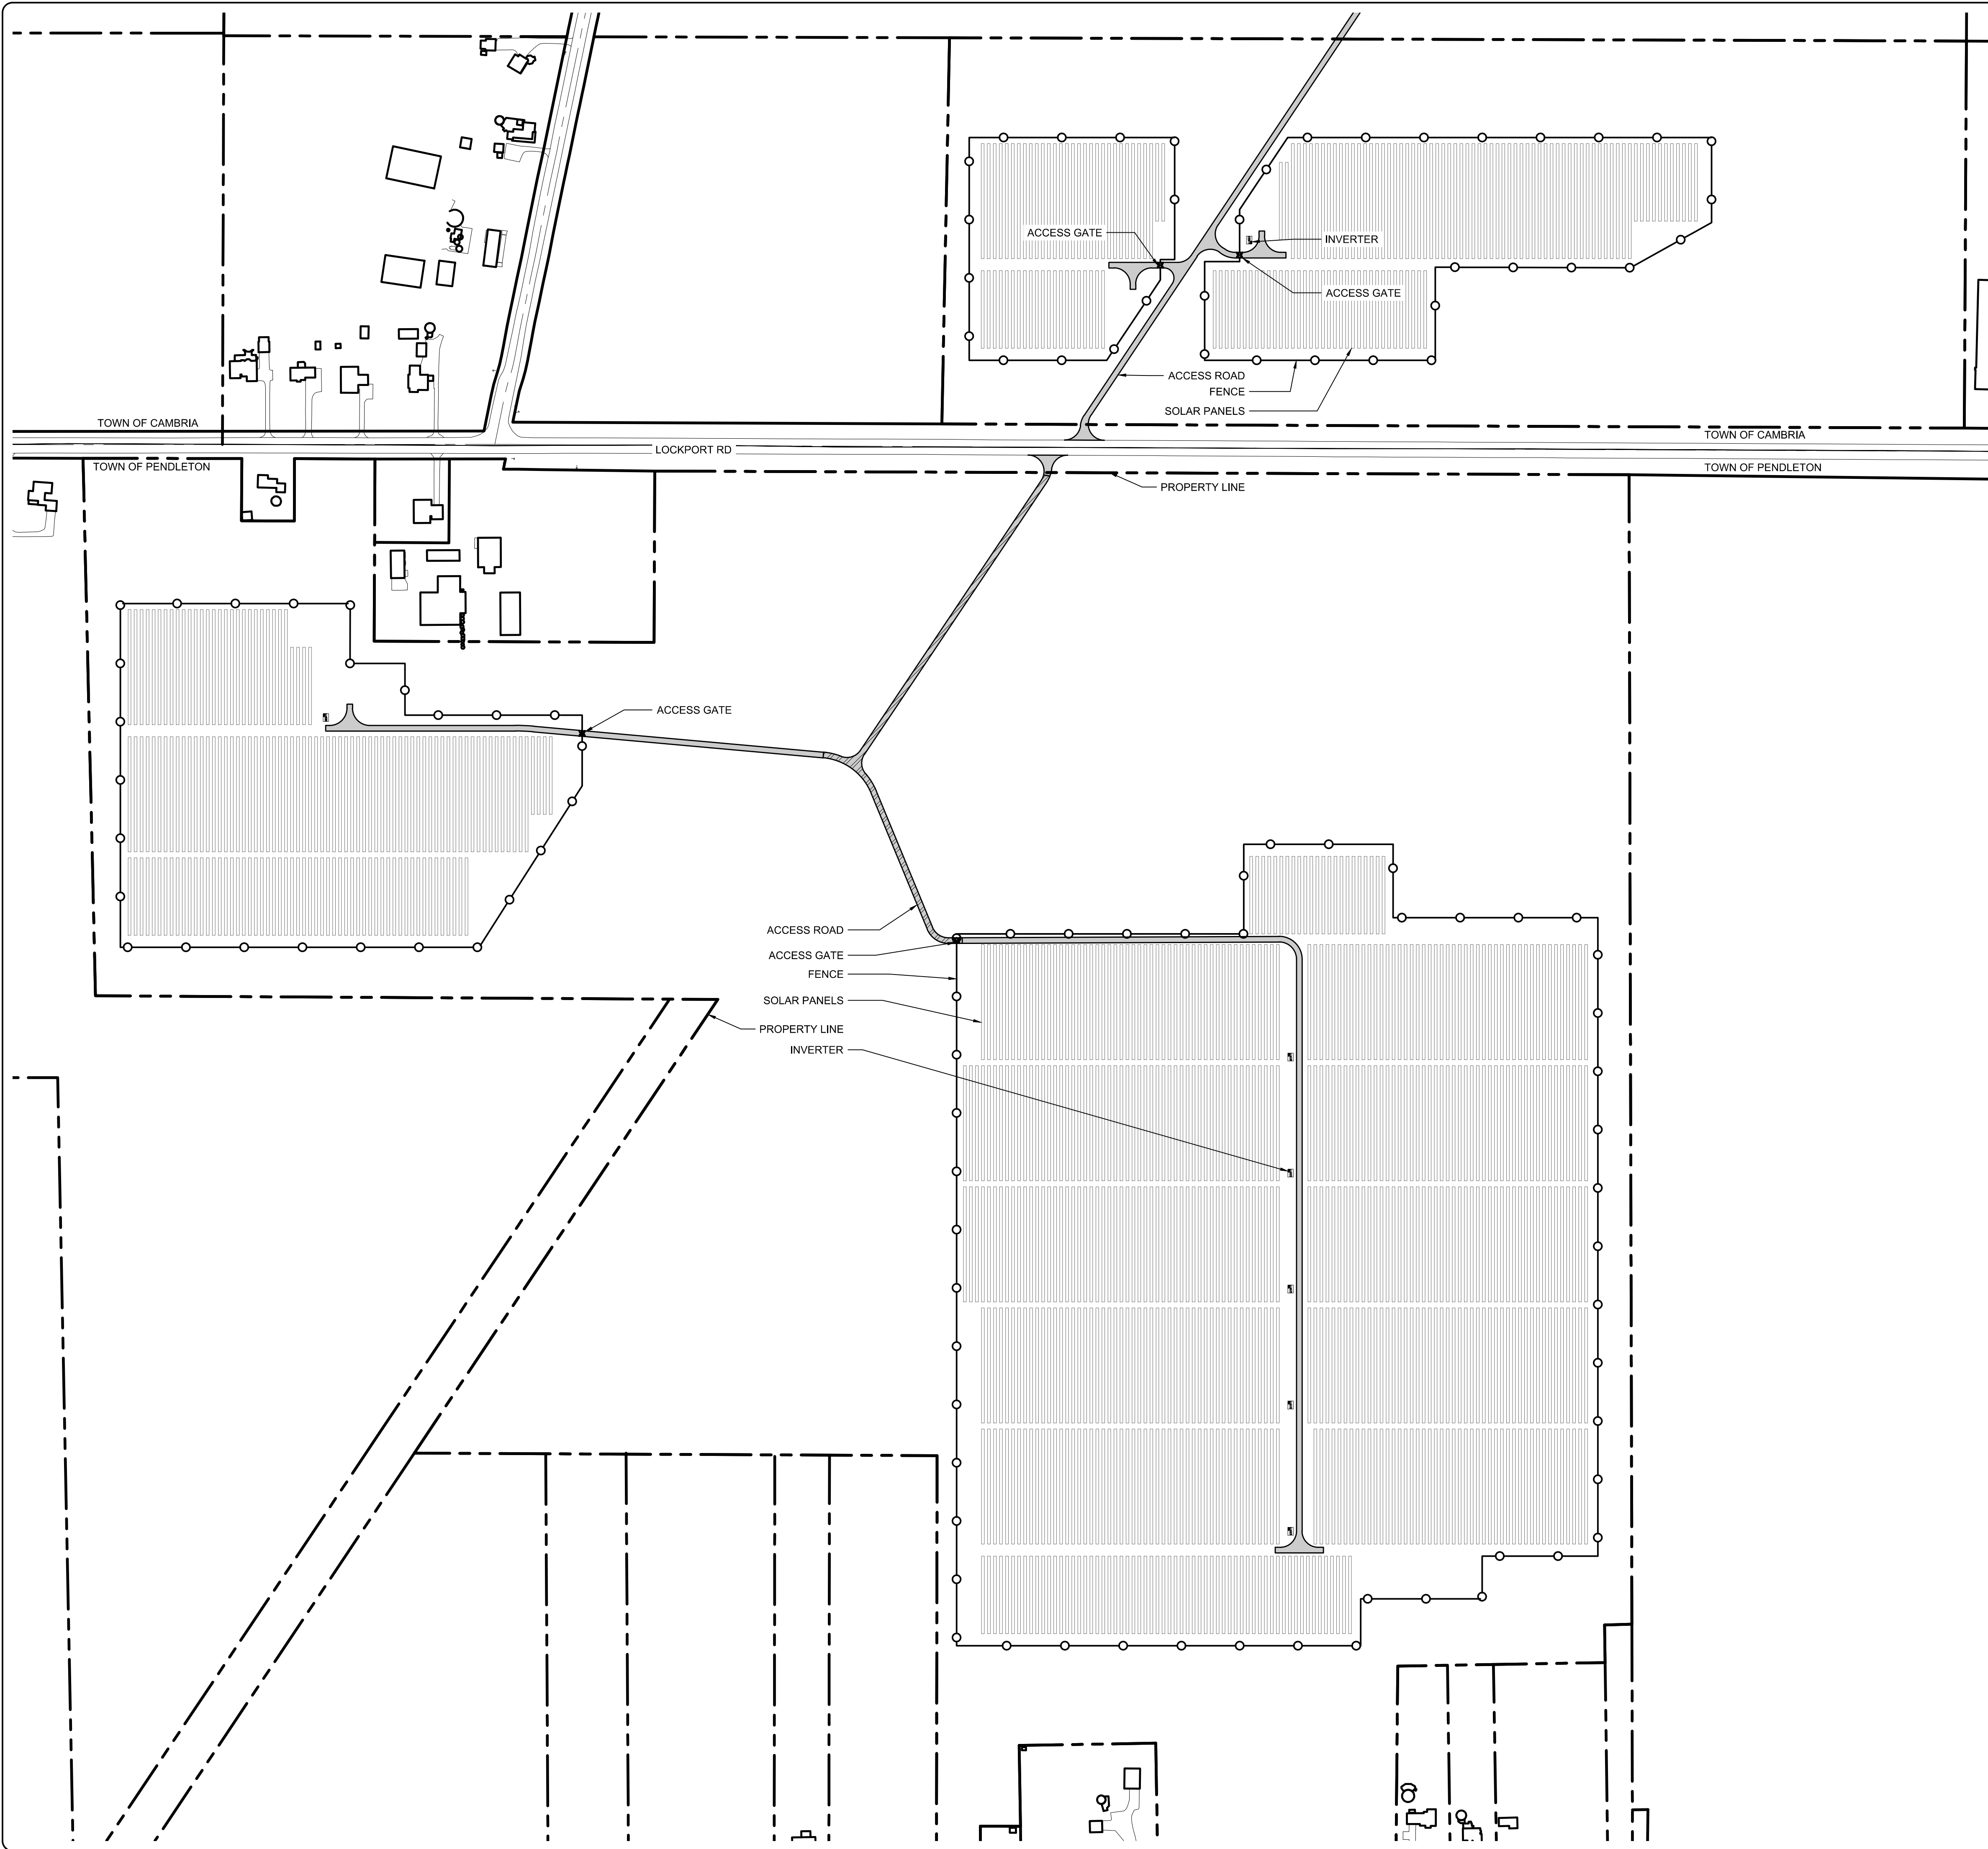 ACCESS GATE
INVERTER
ACCESS GATE
ACCESS ROAD
FENCE
SOLAR PANELS
TOWN OF CAMBRIA
TOWN OF CAMBRIA
LOCKPORT RD
TOWN OF PENDLETON
TOWN OF PENDLETON
PROPERTY LINE
ACCESS GATE
ACCESS ROAD
ACCESS GATE
FENCE
SOLAR PANELS
PROPERTY LINE
INVERTER